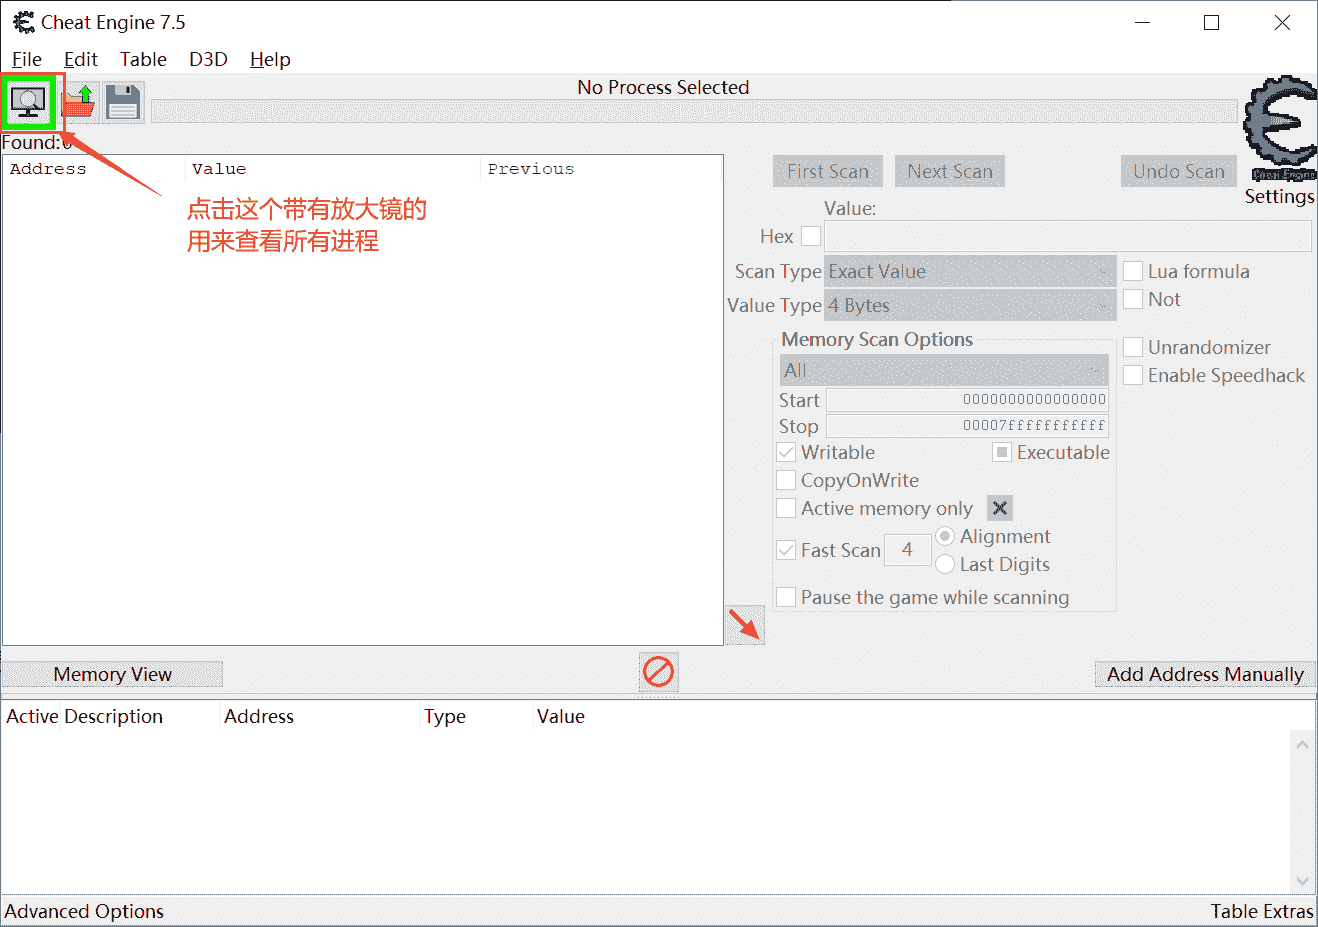 Cheat Engine 7.5
File Edit Table D3D Help
No Process Selected
Found:0
Address Value Previous
点击这个带有放大镜的
用来查看所有进程
First Scan Next Scan Undo Scan
Cheat Engine
Settings
Value:
Hex
Scan Type Exact Value
Lua formula
Value Type 4 Bytes
Not
Memory Scan Options
All
Unrandomizer
Enable Speedhack
Start 0000000000000000
Stop 00007fffffffffff
Writable Executable
CopyOnWrite
Active memory only
Fast Scan 4 Alignment
Last Digits
Pause the game while scanning
Memory View
Add Address Manually
Active Description Address Type Value
Advanced Options Table Extras